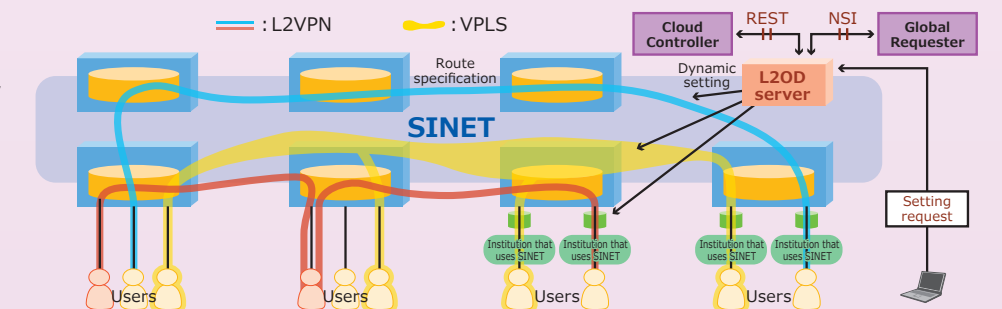 : L2VPN
: VPLS
Cloud
Controller
REST
NSI
Global
Requester
Route
specification
Dynamic
setting
L2OD
server
SINET
Setting
request
Institution that
uses SINET
Institution that
uses SINET
Institution that
uses SINET
Institution that
uses SINET
Users
Users
Users
Users